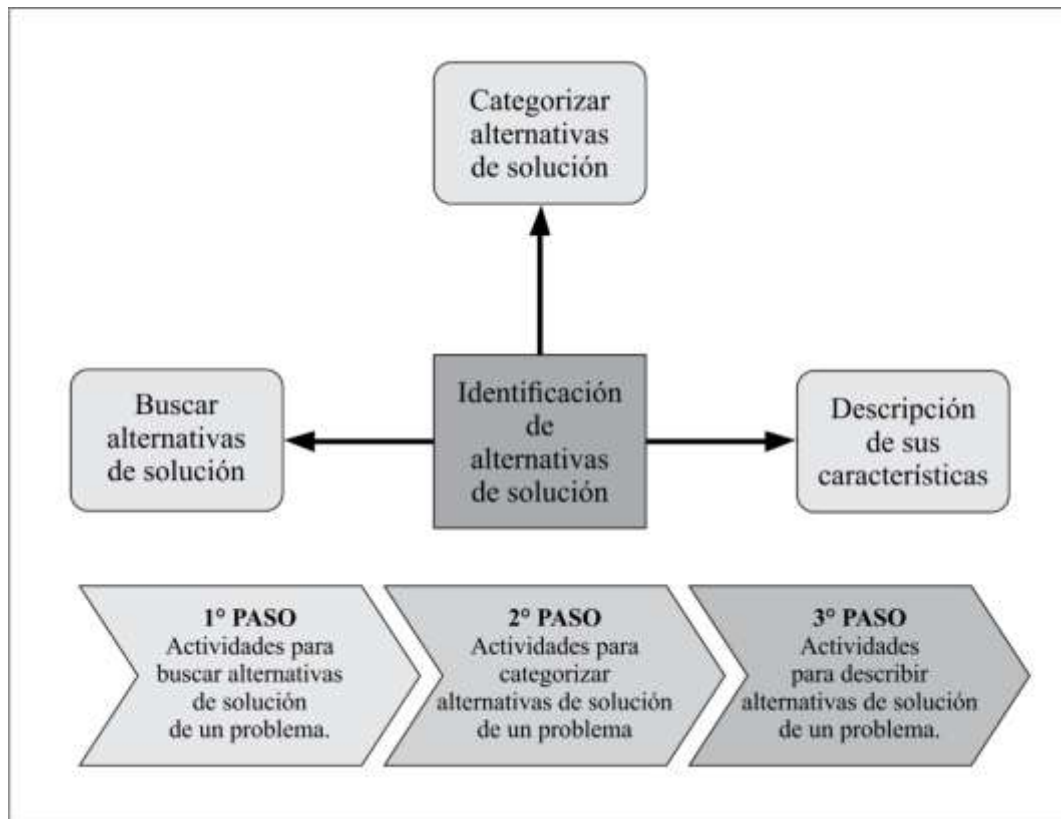 Categorizar
alternativas
de solución
Buscar
alternativas
de solución
Identificación
de
alternativas
de solución
Descripción
de sus
características
1° PASO
Actividades para
buscar alternativas
de solución
de un problema.
2° PASO
Actividades para
categorizar
alternativas de solución
de un problema
3° PASO
Actividades
para describir
alternativas de solución
de un problema.